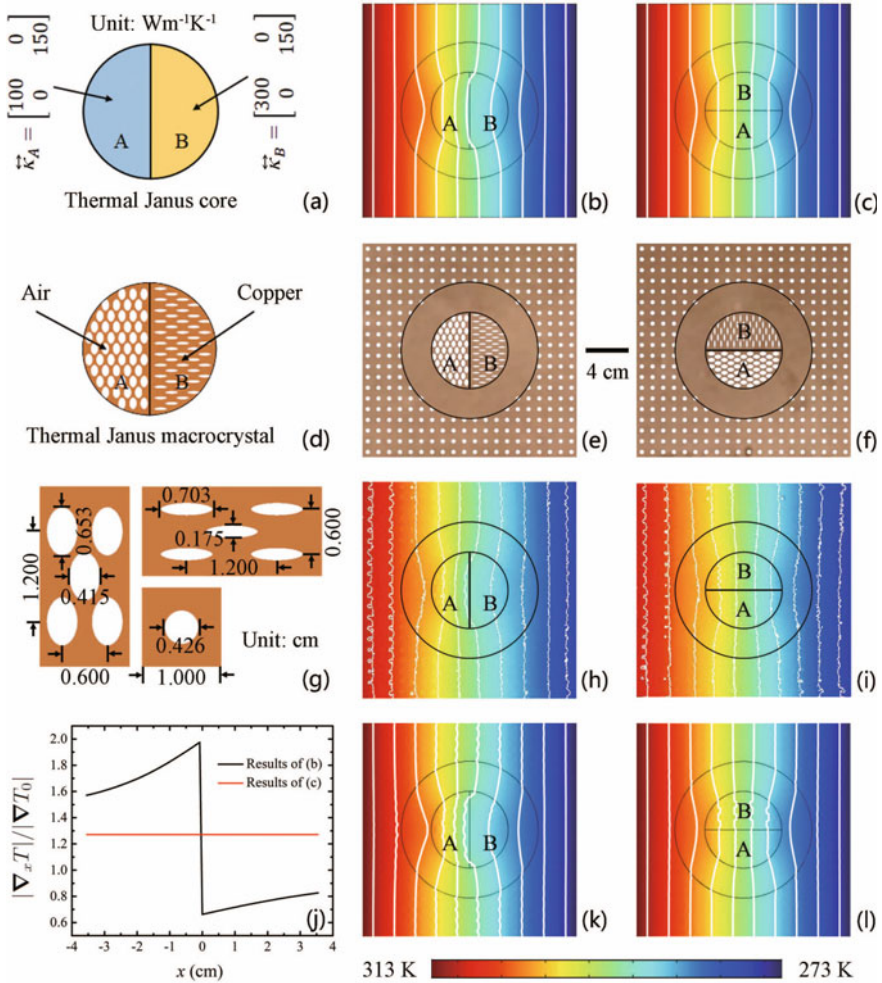 Unit: Wm⁻¹K⁻¹
κ⃡_A = [100 0
0 150]
κ⃡_B = [300 0
0 150]
A
B
Thermal Janus core
(a)
A
B
(b)
B
A
(c)
Air
Copper
A
B
Thermal Janus macrocrystal
(d)
A
B
(e)
4 cm
B
A
(f)
0.653
1.200
0.415
0.600
0.703
0.175
1.200
0.600
0.426
1.000
Unit: cm
(g)
A
B
(h)
B
A
(i)
|∇ₓT|/|∇T₀|
2.0
1.8
1.6
1.4
1.2
1.0
0.8
0.6
Results of (b)
Results of (c)
(j)
-4 -3 -2 -1 0 1 2 3 4
x (cm)
A
B
(k)
B
A
(l)
313 K
273 K